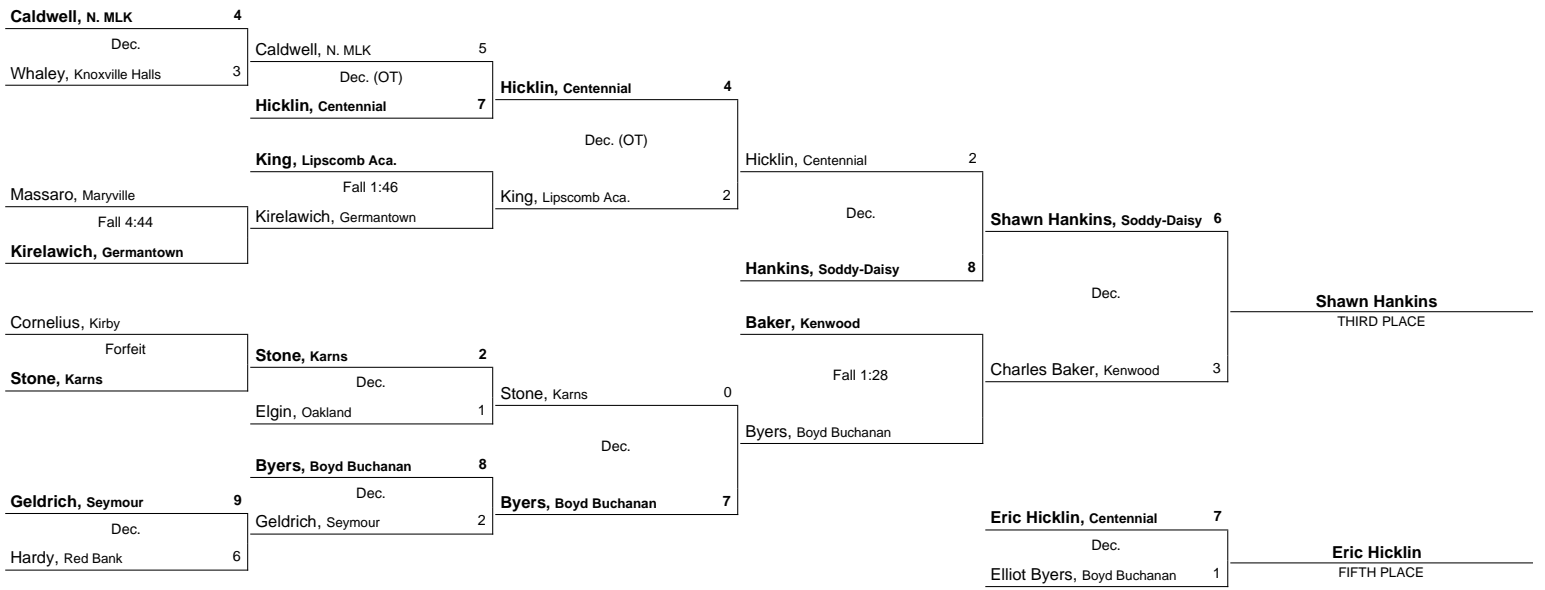 Caldwell, N. MLK 4
Dec.
Whaley, Knoxville Halls 3
Massaro, Maryville
Fall 4:44
Kirelawich, Germantown
Cornelius, Kirby
Forfeit
Stone, Karns
Geldrich, Seymour 9
Dec.
Hardy, Red Bank 6
Caldwell, N. MLK 5
Dec. (OT)
Hicklin, Centennial 7
King, Lipscomb Aca.
Fall 1:46
Kirelawich, Germantown
Stone, Karns 2
Dec.
Elgin, Oakland 1
Byers, Boyd Buchanan 8
Dec.
Geldrich, Seymour 2
Hicklin, Centennial 4
Dec. (OT)
King, Lipscomb Aca. 2
Stone, Karns 0
Dec.
Byers, Boyd Buchanan 7
Hicklin, Centennial 2
Dec.
Hankins, Soddy-Daisy 8
Baker, Kenwood
Fall 1:28
Byers, Boyd Buchanan
Shawn Hankins, Soddy-Daisy 6
Dec.
Charles Baker, Kenwood 3
Shawn Hankins
THIRD PLACE
Eric Hicklin, Centennial 7
Dec.
Elliot Byers, Boyd Buchanan 1
Eric Hicklin
FIFTH PLACE